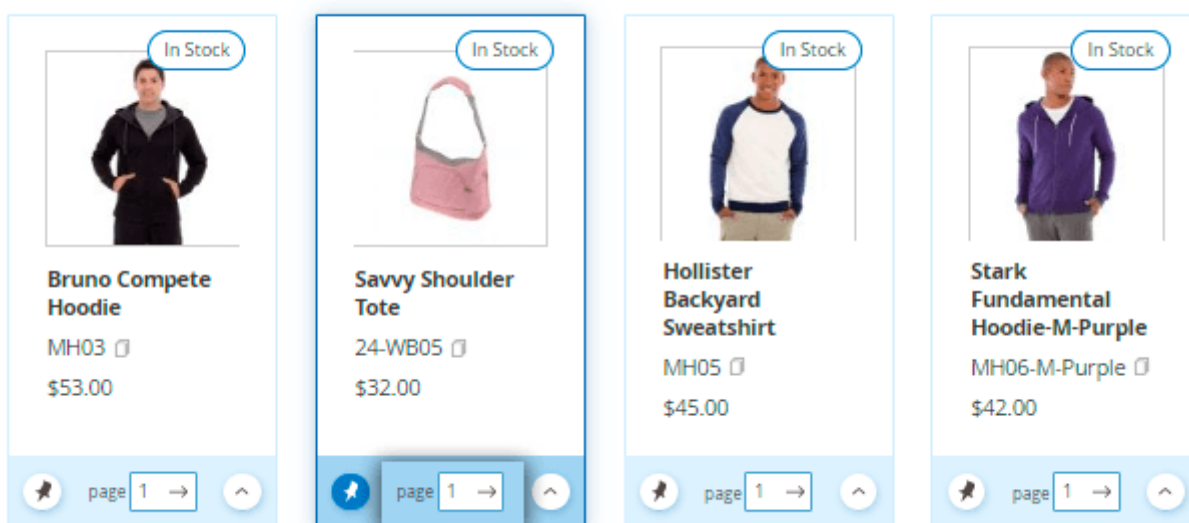 In Stock
Bruno Compete
Hoodie
MH03
$53.00
page 1
In Stock
Savvy Shoulder
Tote
24-WB05
$32.00
page 1
In Stock
Hollister
Backyard
Sweatshirt
MH05
$45.00
page 1
In Stock
Stark
Fundamental
Hoodie-M-Purple
MH06-M-Purple
$42.00
page 1